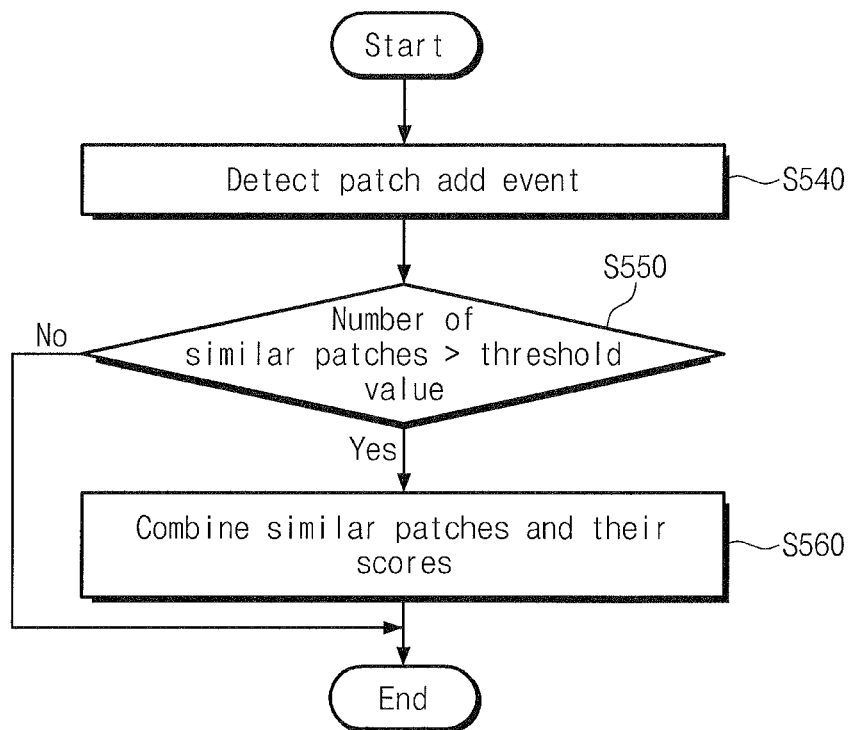 Start
Detect patch add event
S540
S550
No
Number of
similar patches > threshold
value
Yes
Combine similar patches and their
scores
S560
End